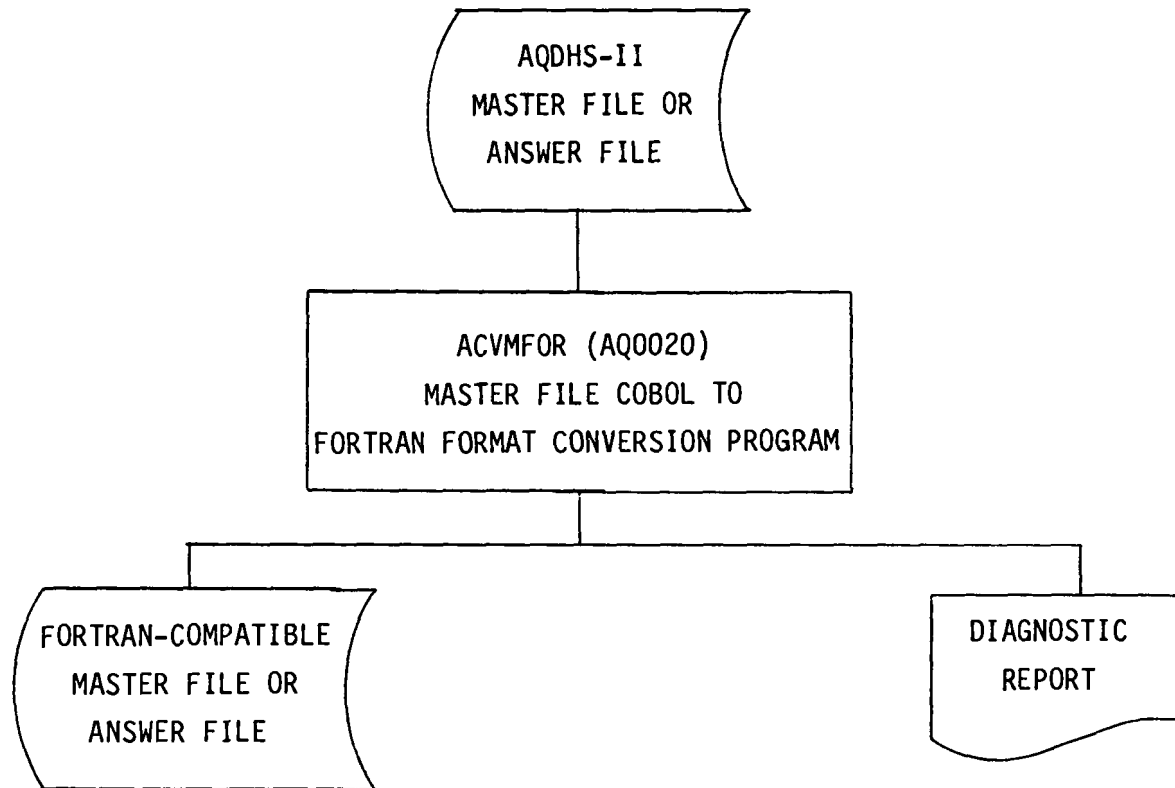 AQDHS-II
MASTER FILE OR
ANSWER FILE
ACVMFOR (AQ0020)
MASTER FILE COBOL TO
FORTRAN FORMAT CONVERSION PROGRAM
FORTRAN-COMPATIBLE
MASTER FILE OR
ANSWER FILE
DIAGNOSTIC
REPORT